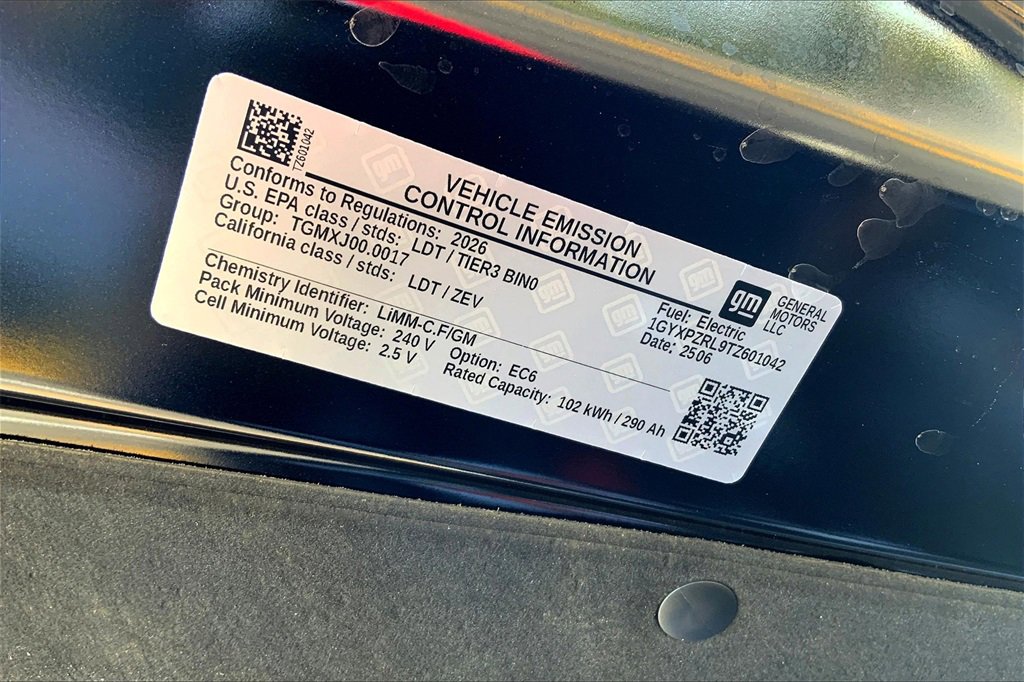 TZ601042
VEHICLE EMISSION
CONTROL INFORMATION
gm
GENERAL
MOTORS
LLC
Conforms to Regulations: 2026
U.S. EPA class / stds: LDT / TIER3 BIN0
Group: TGMXJ00.0017
California class / stds: LDT / ZEV
Fuel: Electric
1GYXPZRL9TZ601042
Date: 2506
Chemistry Identifier: LiMM-C,F/GM
Pack Minimum Voltage: 240 V Option: EC6
Cell Minimum Voltage: 2.5 V Rated Capacity: 102 kWh / 290 Ah